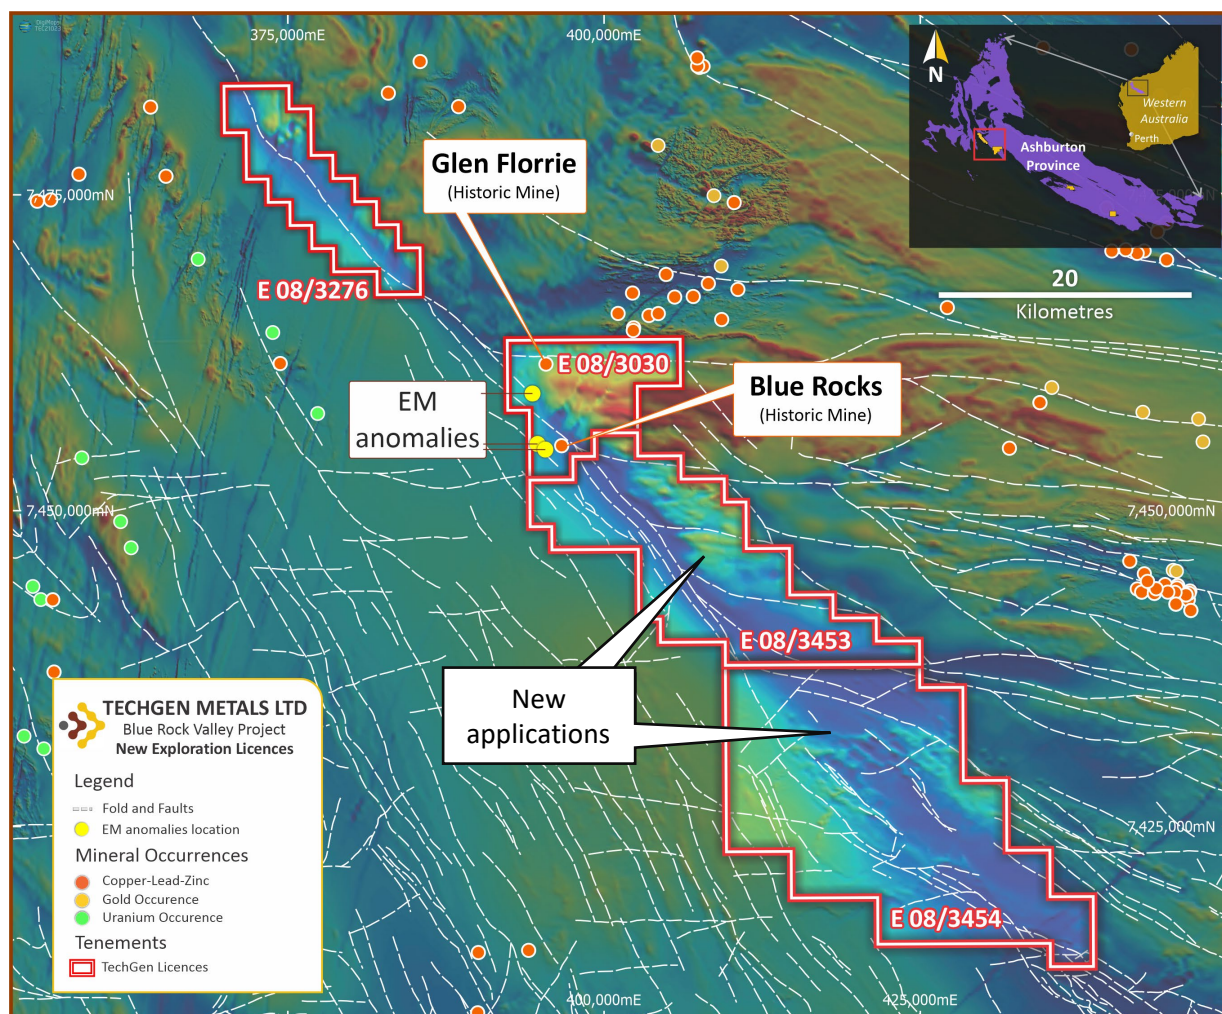 DigiMaps
TEC21023
375,000mE
400,000mE
N
Western
Australia
Perth
Ashburton
Province
Glen Florrie
(Historic Mine)
7,475,000mN
E 08/3276
20
Kilometres
E 08/3030
Blue Rocks
(Historic Mine)
EM
anomalies
7,450,000mN
7,450,000mN
E 08/3453
New
applications
TECHGEN METALS LTD
Blue Rock Valley Project
New Exploration Licences
Legend
Fold and Faults
EM anomalies location
Mineral Occurrences
Copper-Lead-Zinc
Gold Occurence
Uranium Occurence
Tenements
TechGen Licences
7,425,000mN
E 08/3454
400,000mE
425,000mE